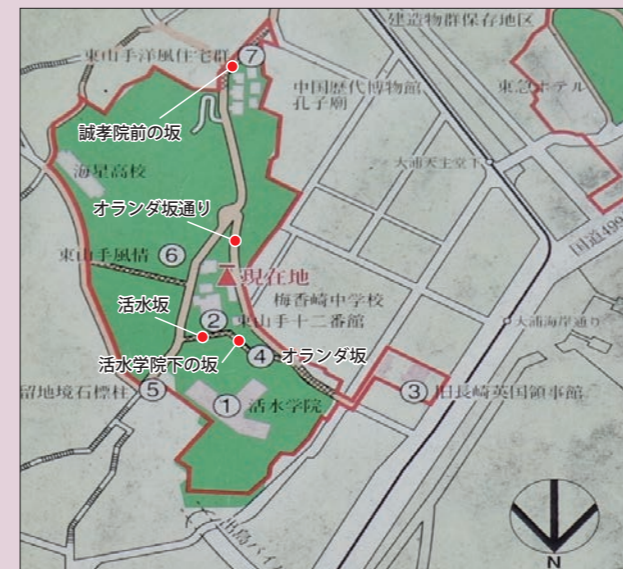 建造物群保存地区
東山手洋風住宅群
⑦
中国歴代博物館
孔子廟
東急ホテル
誠孝院前の坂
海星高校
大浦天主堂下
オランダ坂通り
国道499
東山手風情
⑥
現在地
梅香崎中学校
活水坂
②
東山手十二番館
大浦海岸通り
活水学院下の坂
④
オランダ坂
留地境石標柱
⑤
①
活水学院
③
旧長崎英国領事館
出島バイ
N